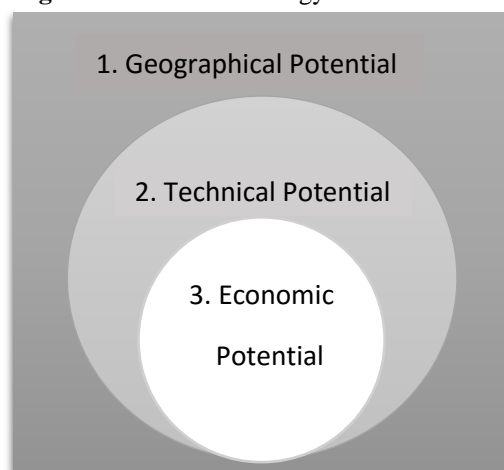 1. Geographical Potential
2. Technical Potential
3. Economic
Potential